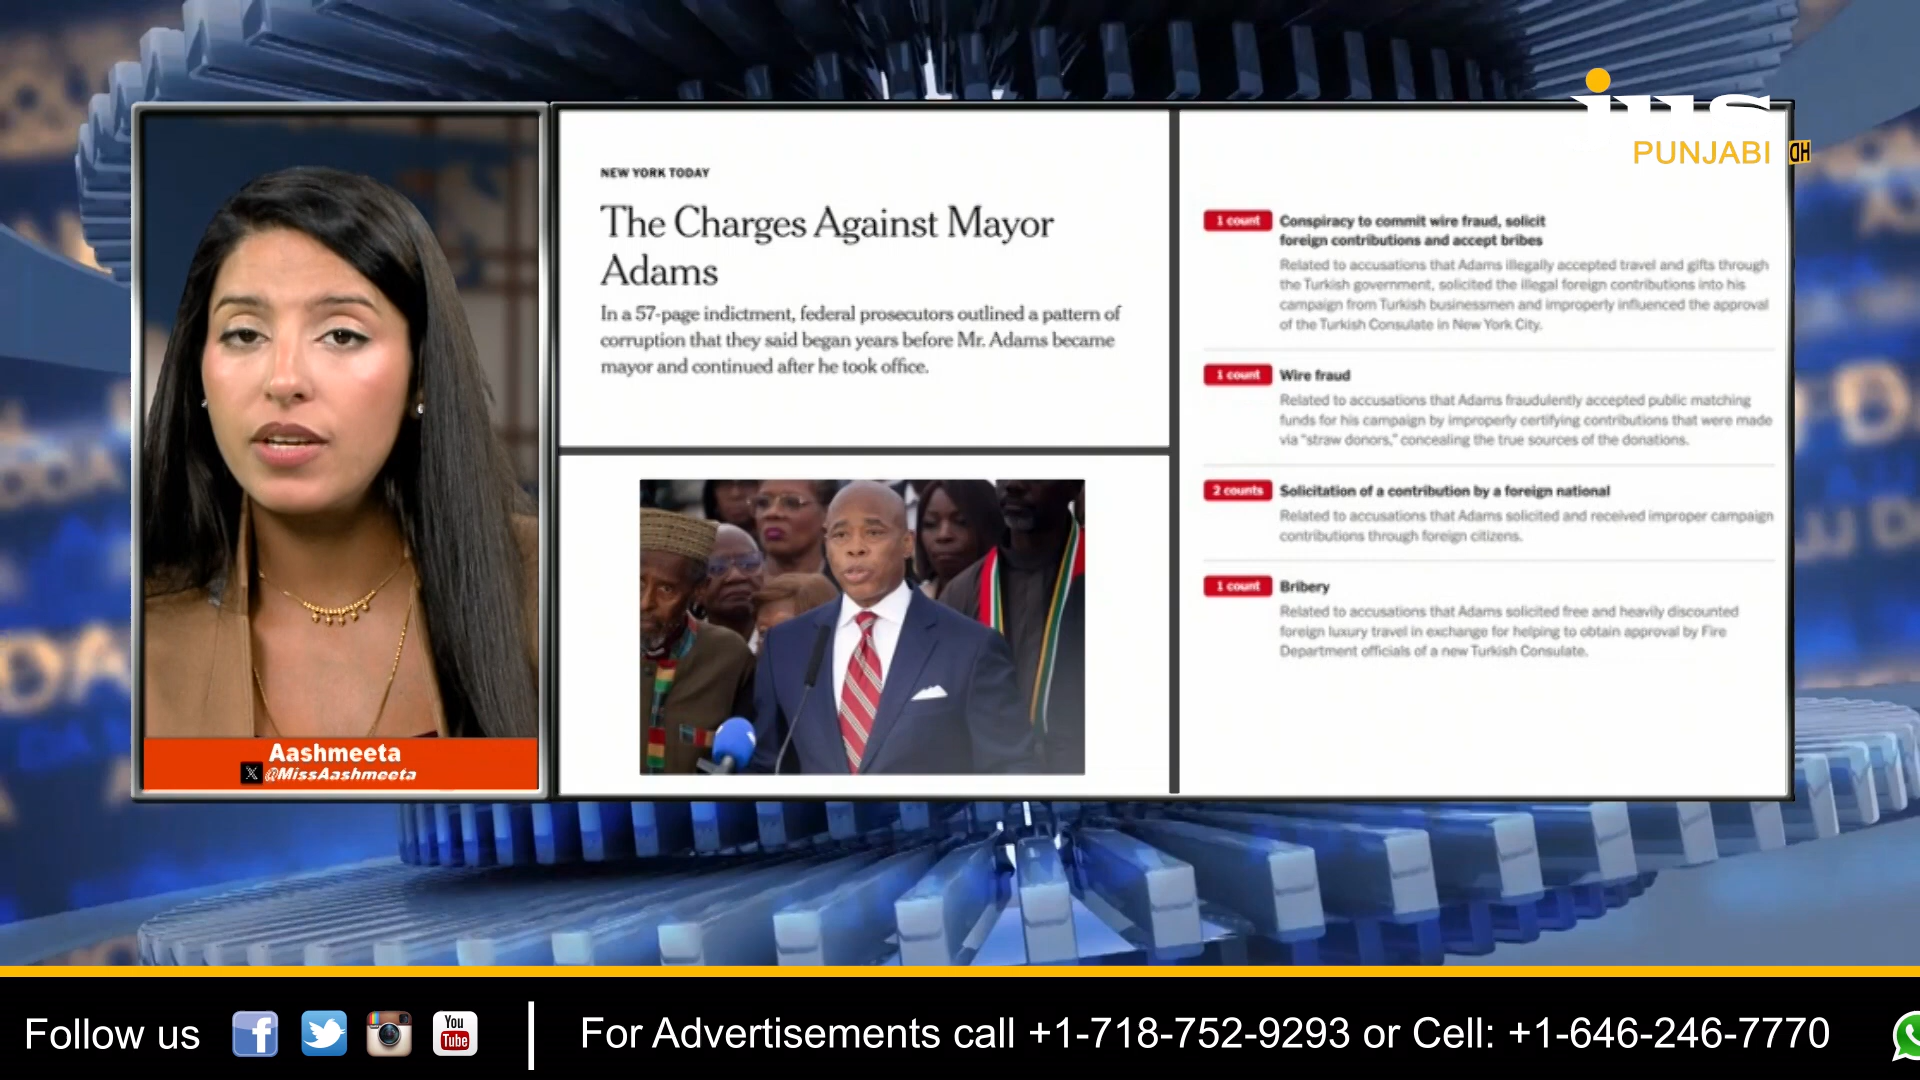 jus
PUNJABI HD
NEW YORK TODAY
The Charges Against Mayor
Adams
In a 57-page indictment, federal prosecutors outlined a pattern of
corruption that they said began years before Mr. Adams became
mayor and continued after he took office.
1 count Conspiracy to commit wire fraud, solicit
foreign contributions and accept bribes
Related to accusations that Adams illegally accepted travel and gifts through
the Turkish government, solicited the illegal foreign contributions into his
campaign from Turkish businessmen and improperly influenced the approval
of the Turkish Consulate in New York City.
1 count Wire fraud
Related to accusations that Adams fraudulently accepted public matching
funds for his campaign by improperly certifying contributions that were made
via "straw donors," concealing the true sources of the donations.
2 counts Solicitation of a contribution by a foreign national
Related to accusations that Adams solicited and received improper campaign
contributions through foreign citizens.
1 count Bribery
Related to accusations that Adams solicited free and heavily discounted
foreign luxury travel in exchange for helping to obtain approval by Fire
Department officials of a new Turkish Consulate.
Aashmeeta
X @MissAashmeeta
Follow us f You Tube For Advertisements call +1-718-752-9293 or Cell: +1-646-246-7770